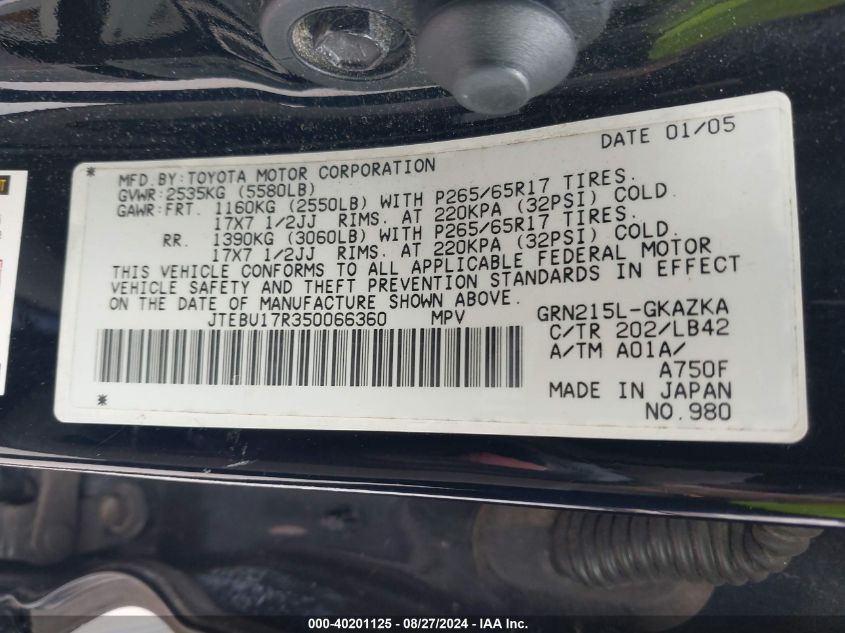 DATE 01/05
MFD.BY:TOYOTA MOTOR CORPORATION
GVWR:2535KG (5580LB)
GAWR:FRT. 1160KG (2550LB) WITH P265/65R17 TIRES.
17X7 1/2JJ RIMS. AT 220KPA (32PSI) COLD.
RR. 1390KG (3060LB) WITH P265/65R17 TIRES.
17X7 1/2JJ RIMS. AT 220KPA (32PSI) COLD.
THIS VEHICLE CONFORMS TO ALL APPLICABLE FEDERAL MOTOR
VEHICLE SAFETY AND THEFT PREVENTION STANDARDS IN EFFECT
ON THE DATE OF MANUFACTURE SHOWN ABOVE.
JTEBU17R350066360 MPV
GRN215L-GKAZKA
C/TR 202/LB42
A/TM A01A/
A750F
MADE IN JAPAN
NO.980
000-40201125 - 08/27/2024 - IAA, Inc.